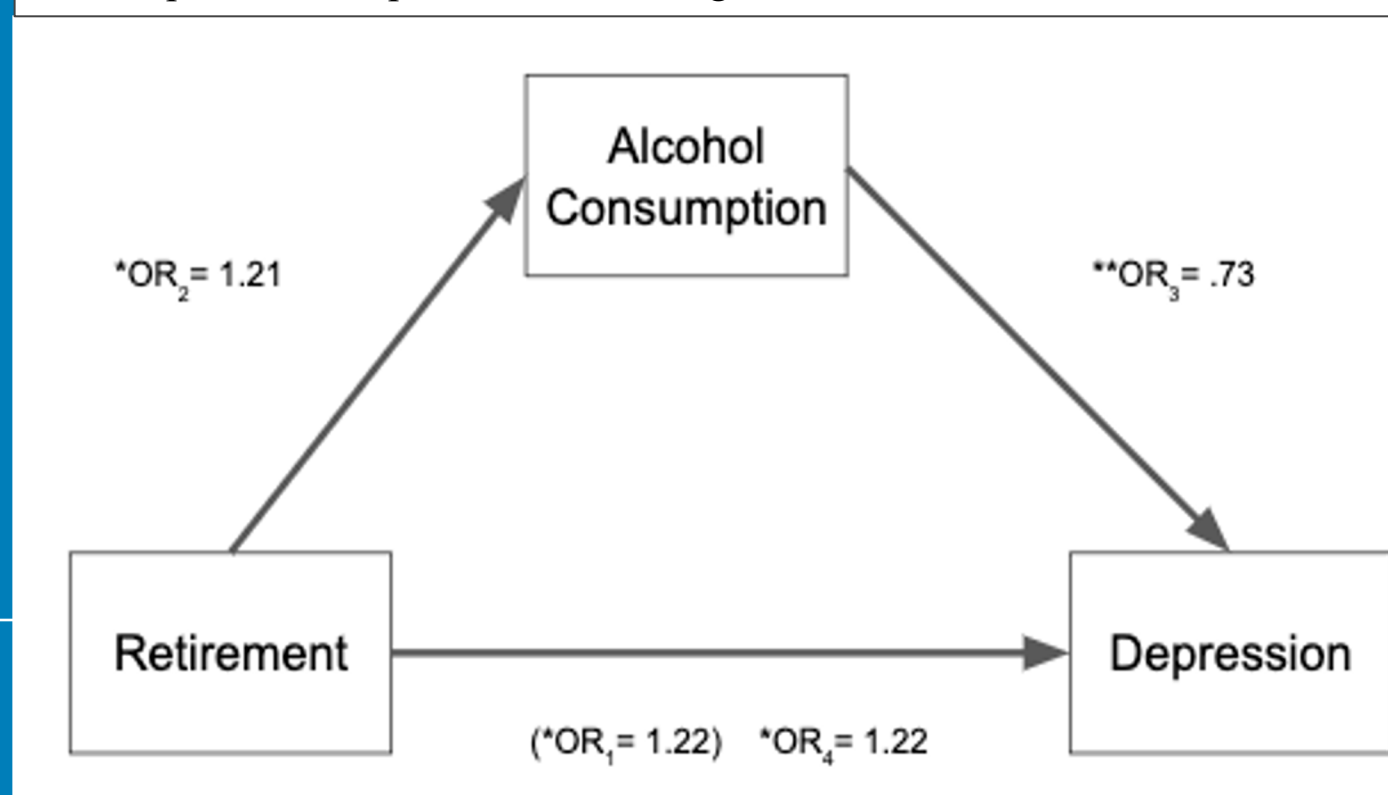 Alcohol
Consumption
*OR2= 1.21
**OR3= .73
Retirement
Depression
(*OR1= 1.22) *OR4= 1.22